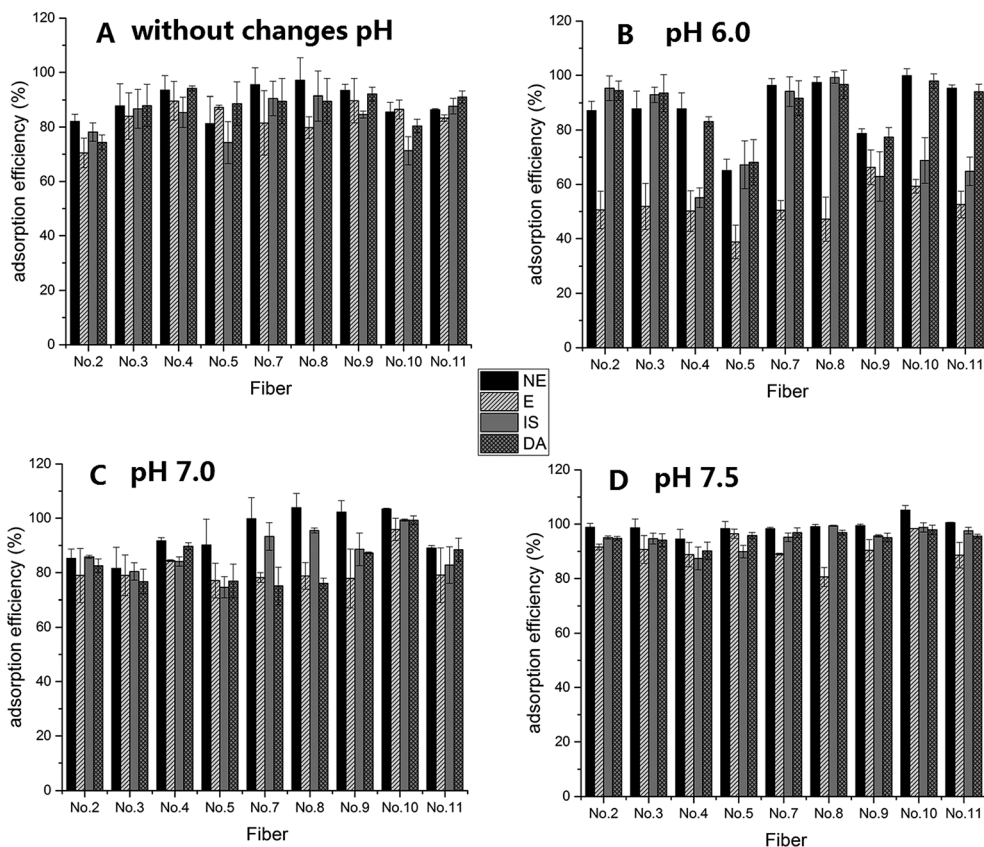 A without changes pH
120
100
80
60
40
20
0
adsorption efficiency (%)
No.2 No.3 No.4 No.5 No.7 No.8 No.9 No.10 No.11
Fiber
B pH 6.0
120
100
80
60
40
20
0
adsorption efficiency (%)
No.2 No.3 No.4 No.5 No.7 No.8 No.9 No.10 No.11
Fiber
NE
E
IS
DA
C pH 7.0
120
100
80
60
40
20
0
adsorption efficiency (%)
No.2 No.3 No.4 No.5 No.7 No.8 No.9 No.10 No.11
Fiber
D pH 7.5
120
100
80
60
40
20
0
adsorption efficiency (%)
No.2 No.3 No.4 No.5 No.7 No.8 No.9 No.10 No.11
Fiber